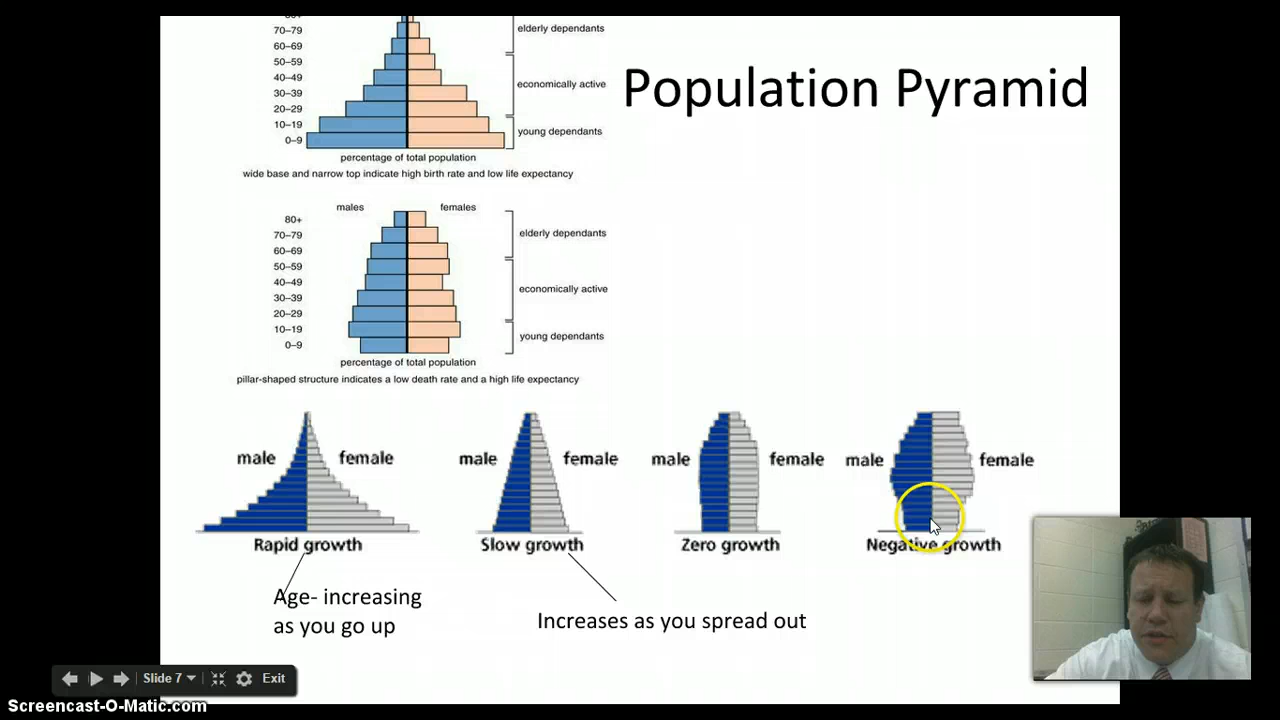 Population Pyramid
70–79
60–69
50–59
40–49
30–39
20–29
10–19
0–9
elderly dependants
economically active
young dependants
percentage of total population
wide base and narrow top indicate high birth rate and low life expectancy
males females
80+
70–79
60–69
50–59
40–49
30–39
20–29
10–19
0–9
elderly dependants
economically active
young dependants
percentage of total population
pillar-shaped structure indicates a low death rate and a high life expectancy
male female
Rapid growth
male female
Slow growth
male female
Zero growth
male female
Negative growth
Age- increasing
as you go up
Increases as you spread out
Slide 7 Exit
Screencast-O-Matic.com